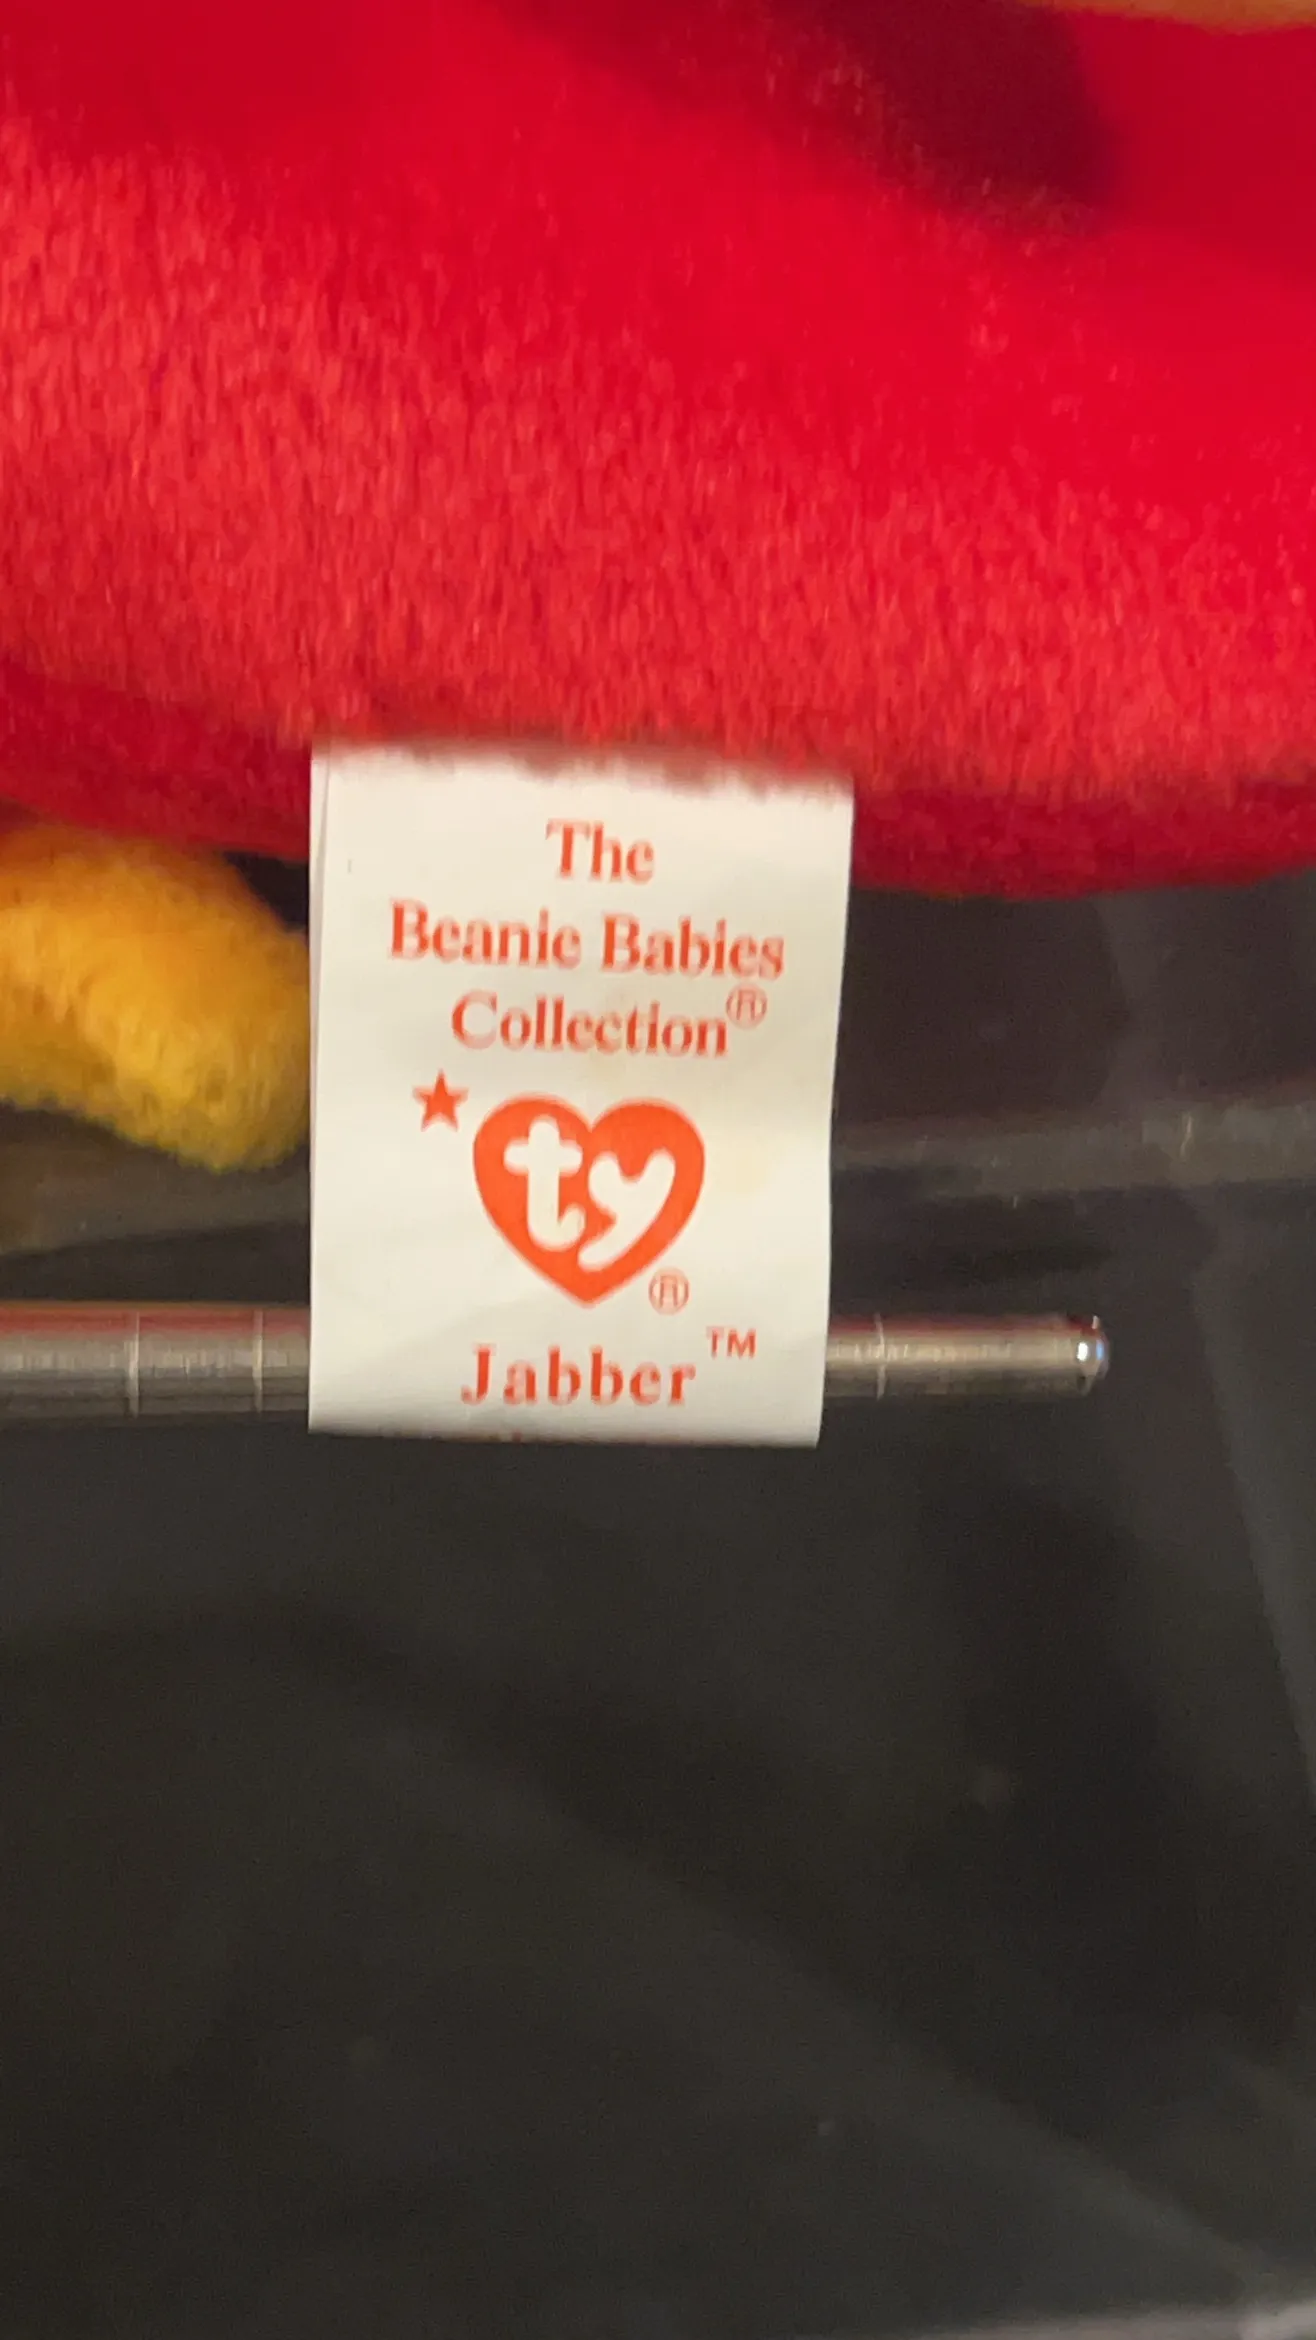 The
Beanie Babies
Collection®
ty®
Jabber™